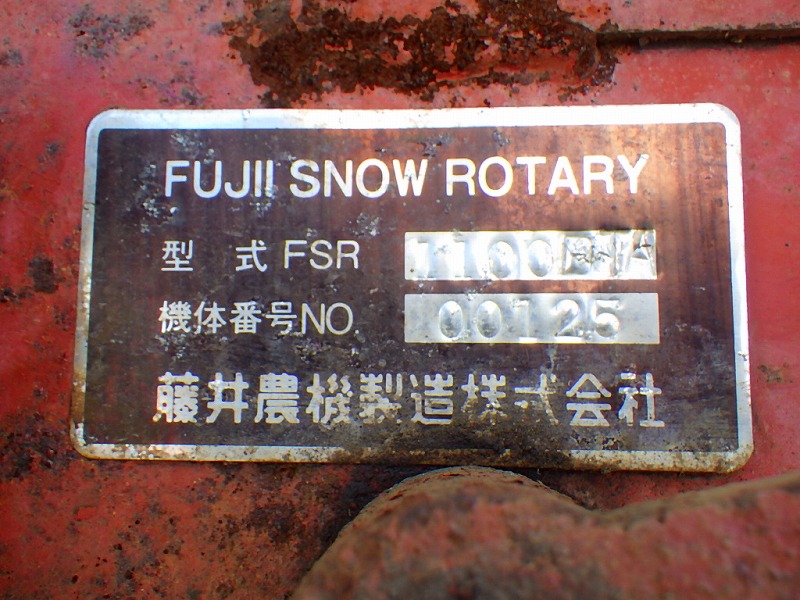 FUJII SNOW ROTARY
型 式 FSR 1100
機体番号NO. 00125
藤井農機製造株式会社